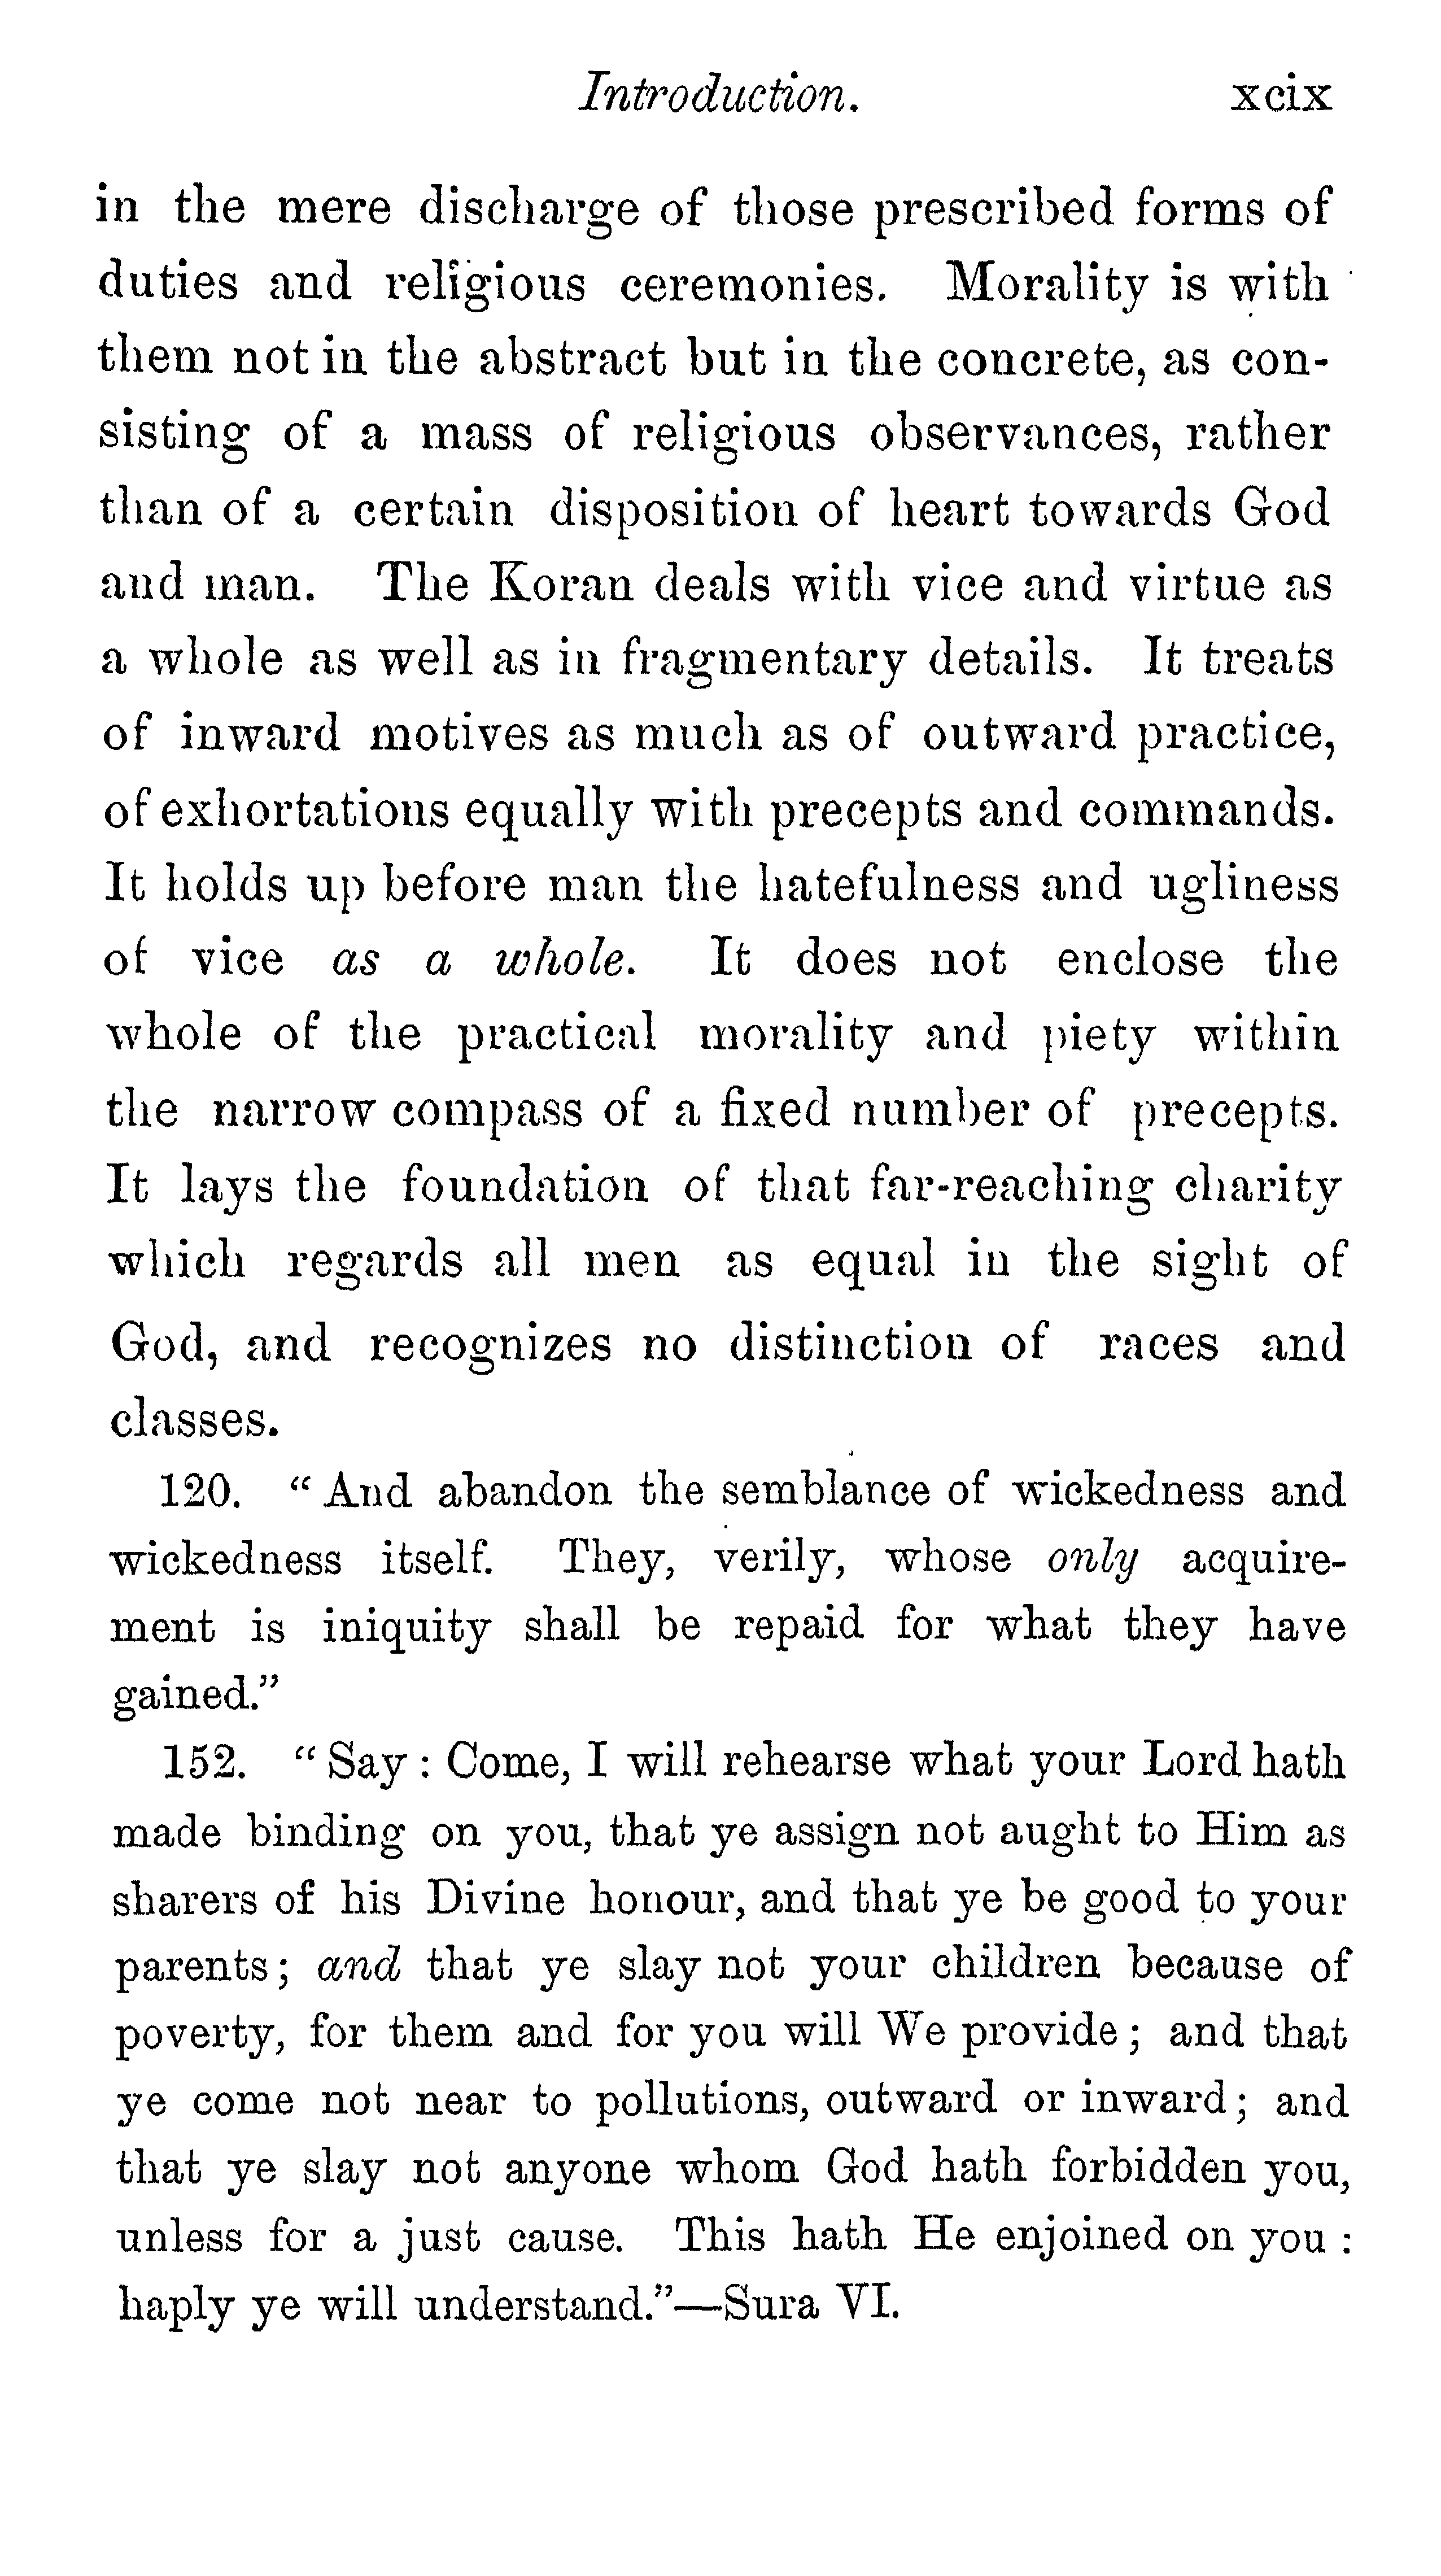 Introduction. xcix
in the mere discharge of those prescribed forms of
duties and religious ceremonies. Morality is with
them not in the abstract but in the concrete, as con-
sisting of a mass of religious observances, rather
than of a certain disposition of heart towards God
and man. The Koran deals with vice and virtue as
a whole as well as in fragmentary details. It treats
of inward motives as much as of outward practice,
of exhortations equally with precepts and commands.
It holds up before man the hatefulness and ugliness
of vice as a whole. It does not enclose the
whole of the practical morality and piety within
the narrow compass of a fixed number of precepts.
It lays the foundation of that far-reaching charity
which regards all men as equal in the sight of
God, and recognizes no distinction of races and
classes.
120. “And abandon the semblance of wickedness and
wickedness itself. They, verily, whose only acquire-
ment is iniquity shall be repaid for what they have
gained.”
152. “Say : Come, I will rehearse what your Lord hath
made binding on you, that ye assign not aught to Him as
sharers of his Divine honour, and that ye be good to your
parents; and that ye slay not your children because of
poverty, for them and for you will We provide; and that
ye come not near to pollutions, outward or inward; and
that ye slay not anyone whom God hath forbidden you,
unless for a just cause. This hath He enjoined on you :
haply ye will understand.”—Sura VI.